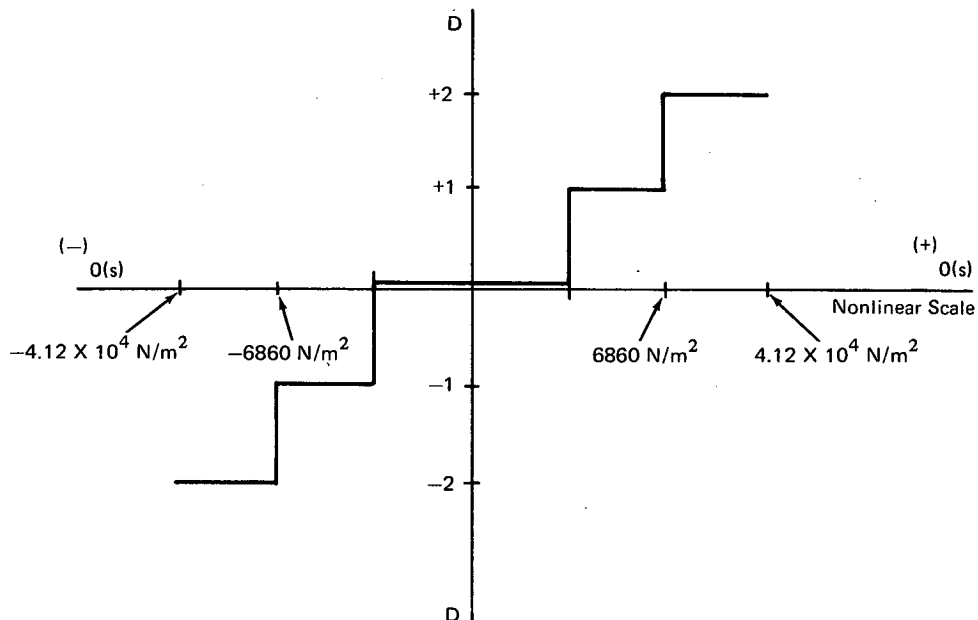 D
+2
+1
(—)
0(s)
(+)
0(s)
Nonlinear Scale
−4.12 X 10⁴ N/m²
−6860 N/m²
6860 N/m²
4.12 X 10⁴ N/m²
−1
−2
D